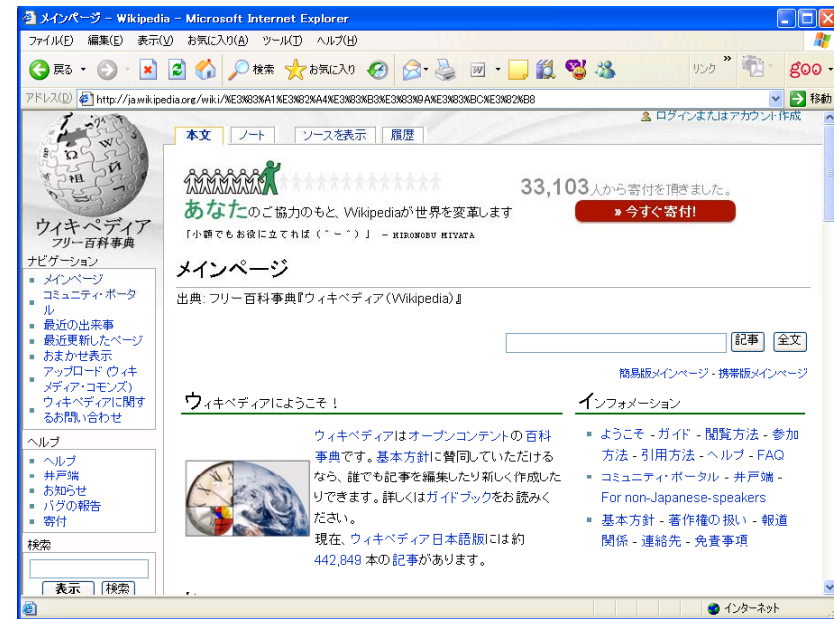 メインページ - Wikipedia - Microsoft Internet Explorer
ファイル(F) 編集(E) 表示(V) お気に入り(A) ツール(T) ヘルプ(H)
戻る 検索 お気に入り リンク » goo
アドレス(D) http://ja.wikipedia.org/wiki/%E3%83%A1%E3%82%A4%E3%83%B3%E3%83%9A%E3%83%BC%E3%82%B8 移動
ログインまたはアカウント作成
本文 ノート ソースを表示 履歴
33,103人から寄付を頂きました。
あなたのご協力のもと、Wikipediaが世界を変革します
» 今すぐ寄付!
「小額でもお役に立てれば (＾－＾)」 - HIRONOBU MIYATA
ウィキペディア
フリー百科事典
ナビゲーション
メインページ
コミュニティ・ポータ
ル
最近の出来事
最近更新したページ
おまかせ表示
アップロード (ウィキ
メディア・コモンズ)
ウィキペディアに関す
るお問い合わせ
ヘルプ
ヘルプ
井戸端
お知らせ
バグの報告
寄付
検索
表示 検索
メインページ
出典: フリー百科事典『ウィキペディア（Wikipedia）』
記事 全文
簡易版メインページ - 携帯版メインページ
ウィキペディアにようこそ！
ウィキペディアはオープンコンテントの百科
事典です。基本方針に賛同していただける
なら、誰でも記事を編集したり新しく作成した
りできます。詳しくはガイドブックをお読みく
ださい。
現在、ウィキペディア日本語版には約
442,849 本の記事があります。
インフォメーション
ようこそ - ガイド - 閲覧方法 - 参加
方法 - 引用方法 - ヘルプ - FAQ
コミュニティ・ポータル - 井戸端 -
For non-Japanese-speakers
基本方針 - 著作権の扱い - 報道
関係 - 連絡先 - 免責事項
インターネット